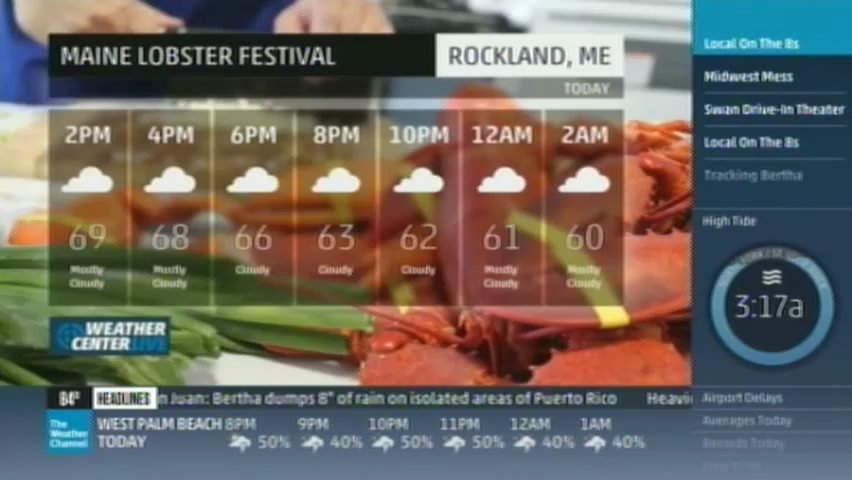 MAINE LOBSTER FESTIVAL
ROCKLAND, ME
TODAY
2PM 4PM 6PM 8PM 10PM 12AM 2AM
69 68 66 63 62 61 60
Mostly Cloudy Mostly Cloudy Cloudy Mostly Cloudy Cloudy Mostly Cloudy Mostly Cloudy
WEATHER
CENTER LIVE
84° HEADLINES n Juan: Bertha dumps 8" of rain on isolated areas of Puerto Rico Heavie
The
Weather
Channel
WEST PALM BEACH 8PM 9PM 10PM 11PM 12AM 1AM
TODAY 50% 40% 50% 50% 40% 40%
Local On The 8s
Midwest Mess
Swan Drive-In Theater
Local On The 8s
Tracking Bertha
High Tide
3:17a
Airport Delays
Averages Today
Records Today